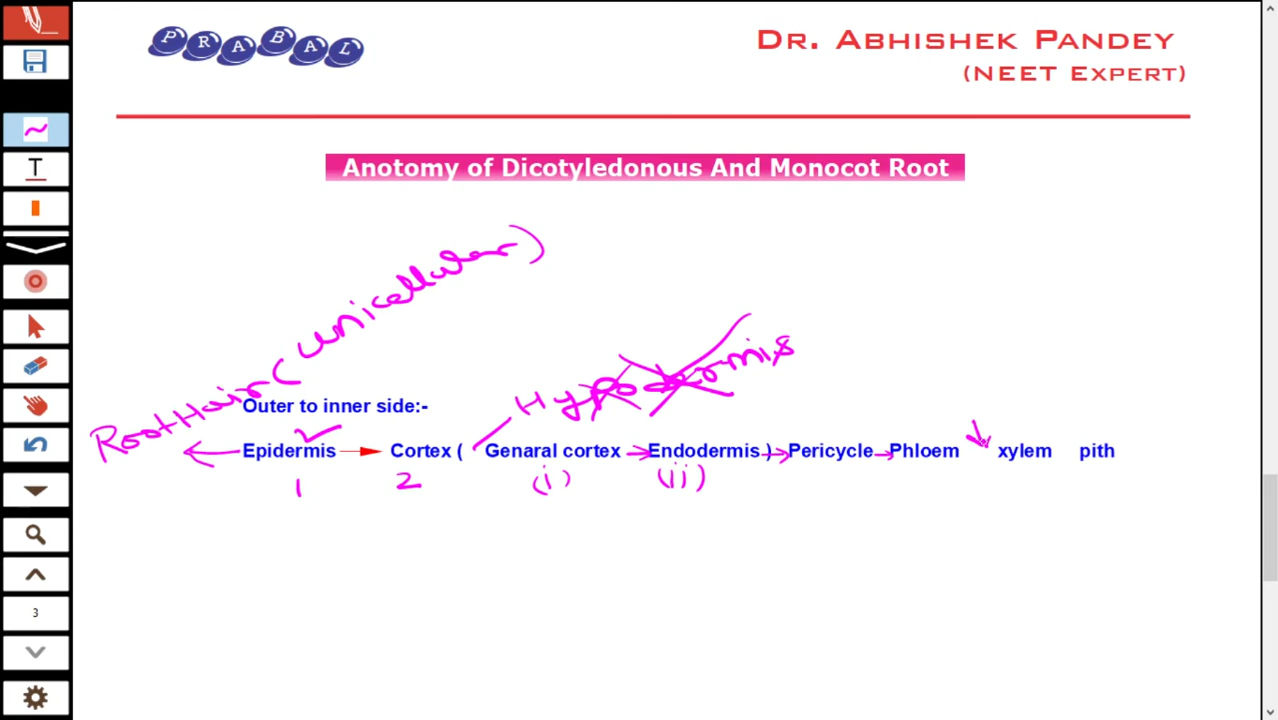 PRABAL
DR. ABHISHEK PANDEY
(NEET EXPERT)
Anotomy of Dicotyledonous And Monocot Root
Root Hair (unicellular)
Hypodermis
Outer to inner side:-
Epidermis → Cortex ( Genaral cortex → Endodermis ) → Pericycle → Phloem xylem pith
1 2 (i) (ii)
T
3